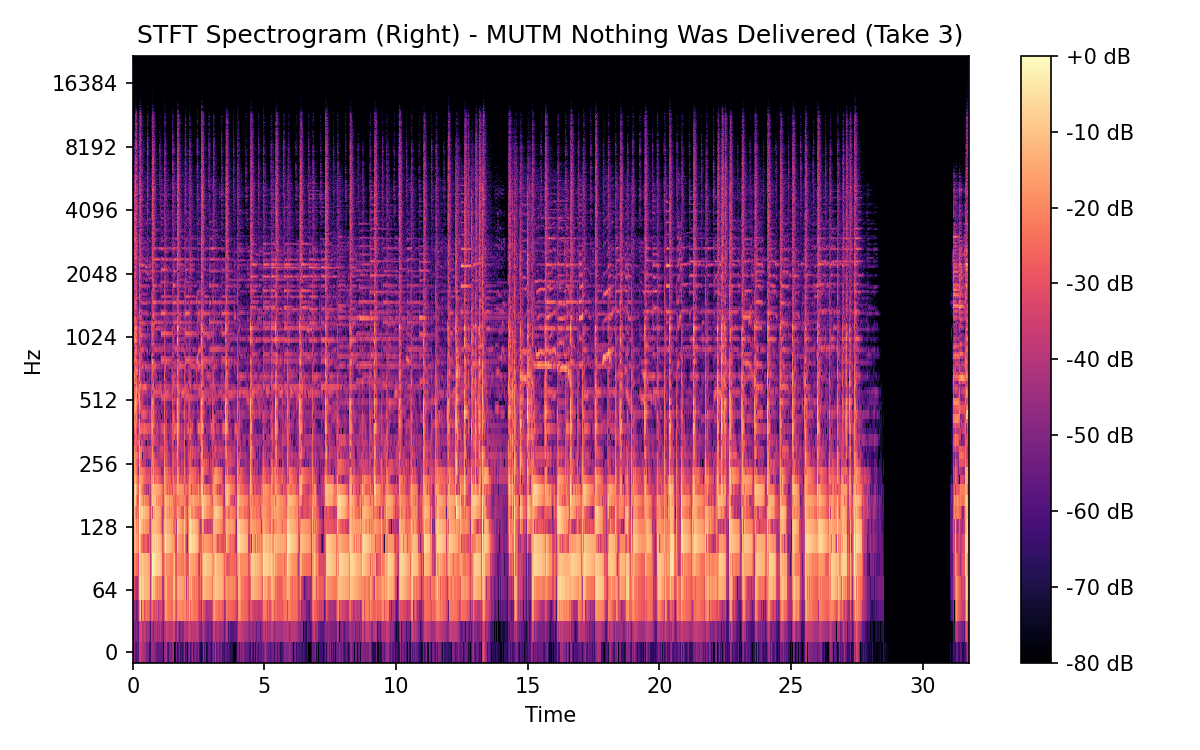 STFT Spectrogram (Right) - MUTM Nothing Was Delivered (Take 3)
16384
8192
4096
2048
1024
512
256
128
64
0
Hz
0 5 10 15 20 25 30
Time
+0 dB
-10 dB
-20 dB
-30 dB
-40 dB
-50 dB
-60 dB
-70 dB
-80 dB